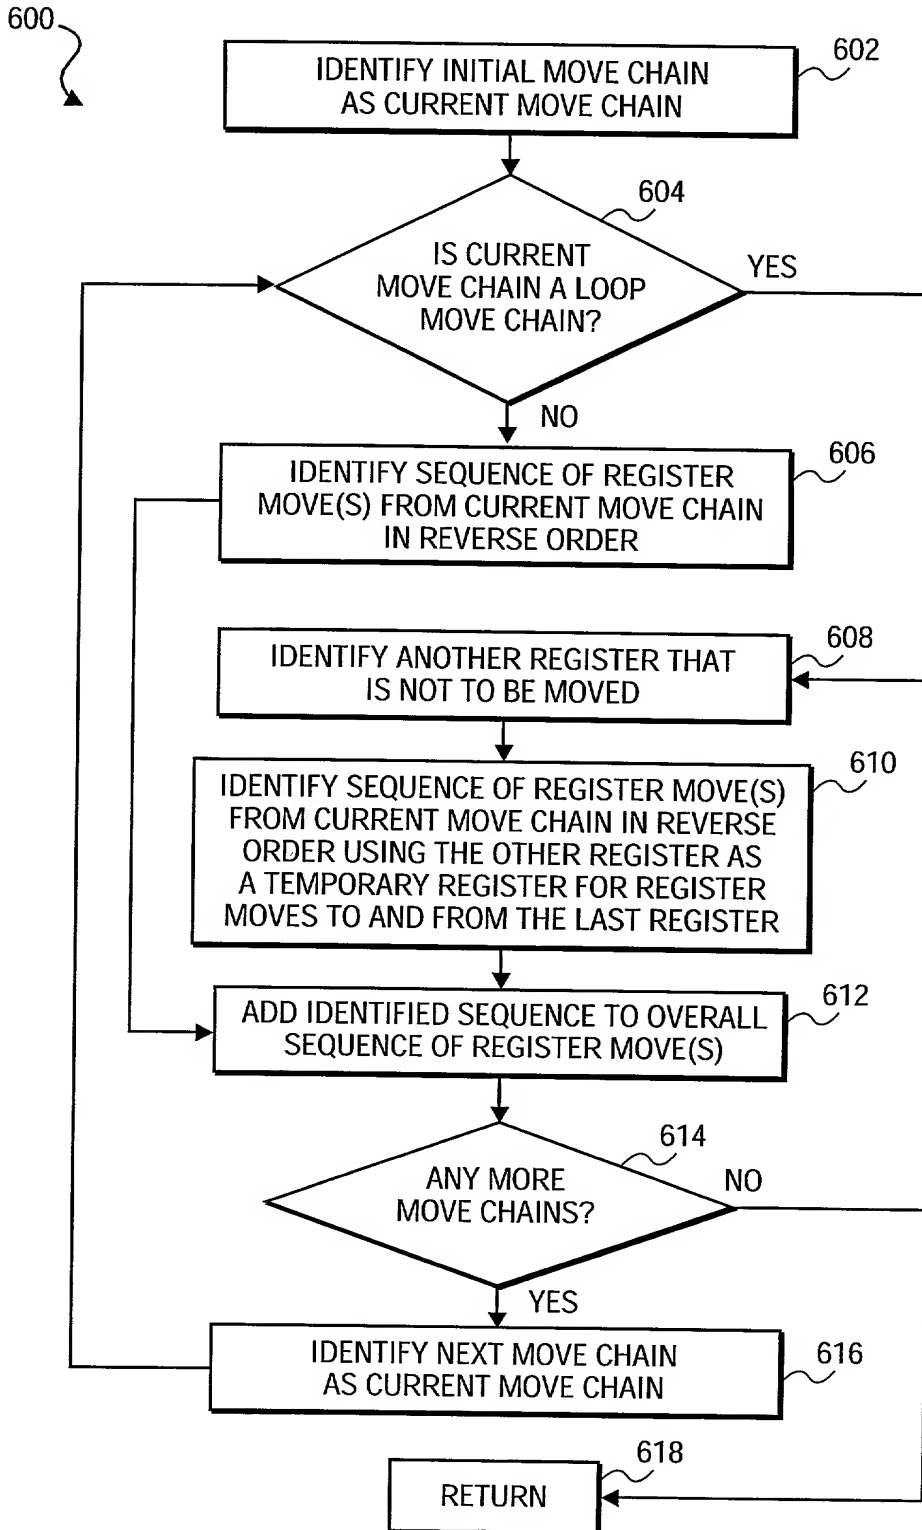 600
IDENTIFY INITIAL MOVE CHAIN
AS CURRENT MOVE CHAIN
602
604
IS CURRENT
MOVE CHAIN A LOOP
MOVE CHAIN?
YES
NO
606
IDENTIFY SEQUENCE OF REGISTER
MOVE(S) FROM CURRENT MOVE CHAIN
IN REVERSE ORDER
608
IDENTIFY ANOTHER REGISTER THAT
IS NOT TO BE MOVED
610
IDENTIFY SEQUENCE OF REGISTER MOVE(S)
FROM CURRENT MOVE CHAIN IN REVERSE
ORDER USING THE OTHER REGISTER AS
A TEMPORARY REGISTER FOR REGISTER
MOVES TO AND FROM THE LAST REGISTER
612
ADD IDENTIFIED SEQUENCE TO OVERALL
SEQUENCE OF REGISTER MOVE(S)
614
ANY MORE
MOVE CHAINS?
NO
YES
IDENTIFY NEXT MOVE CHAIN
AS CURRENT MOVE CHAIN
616
618
RETURN